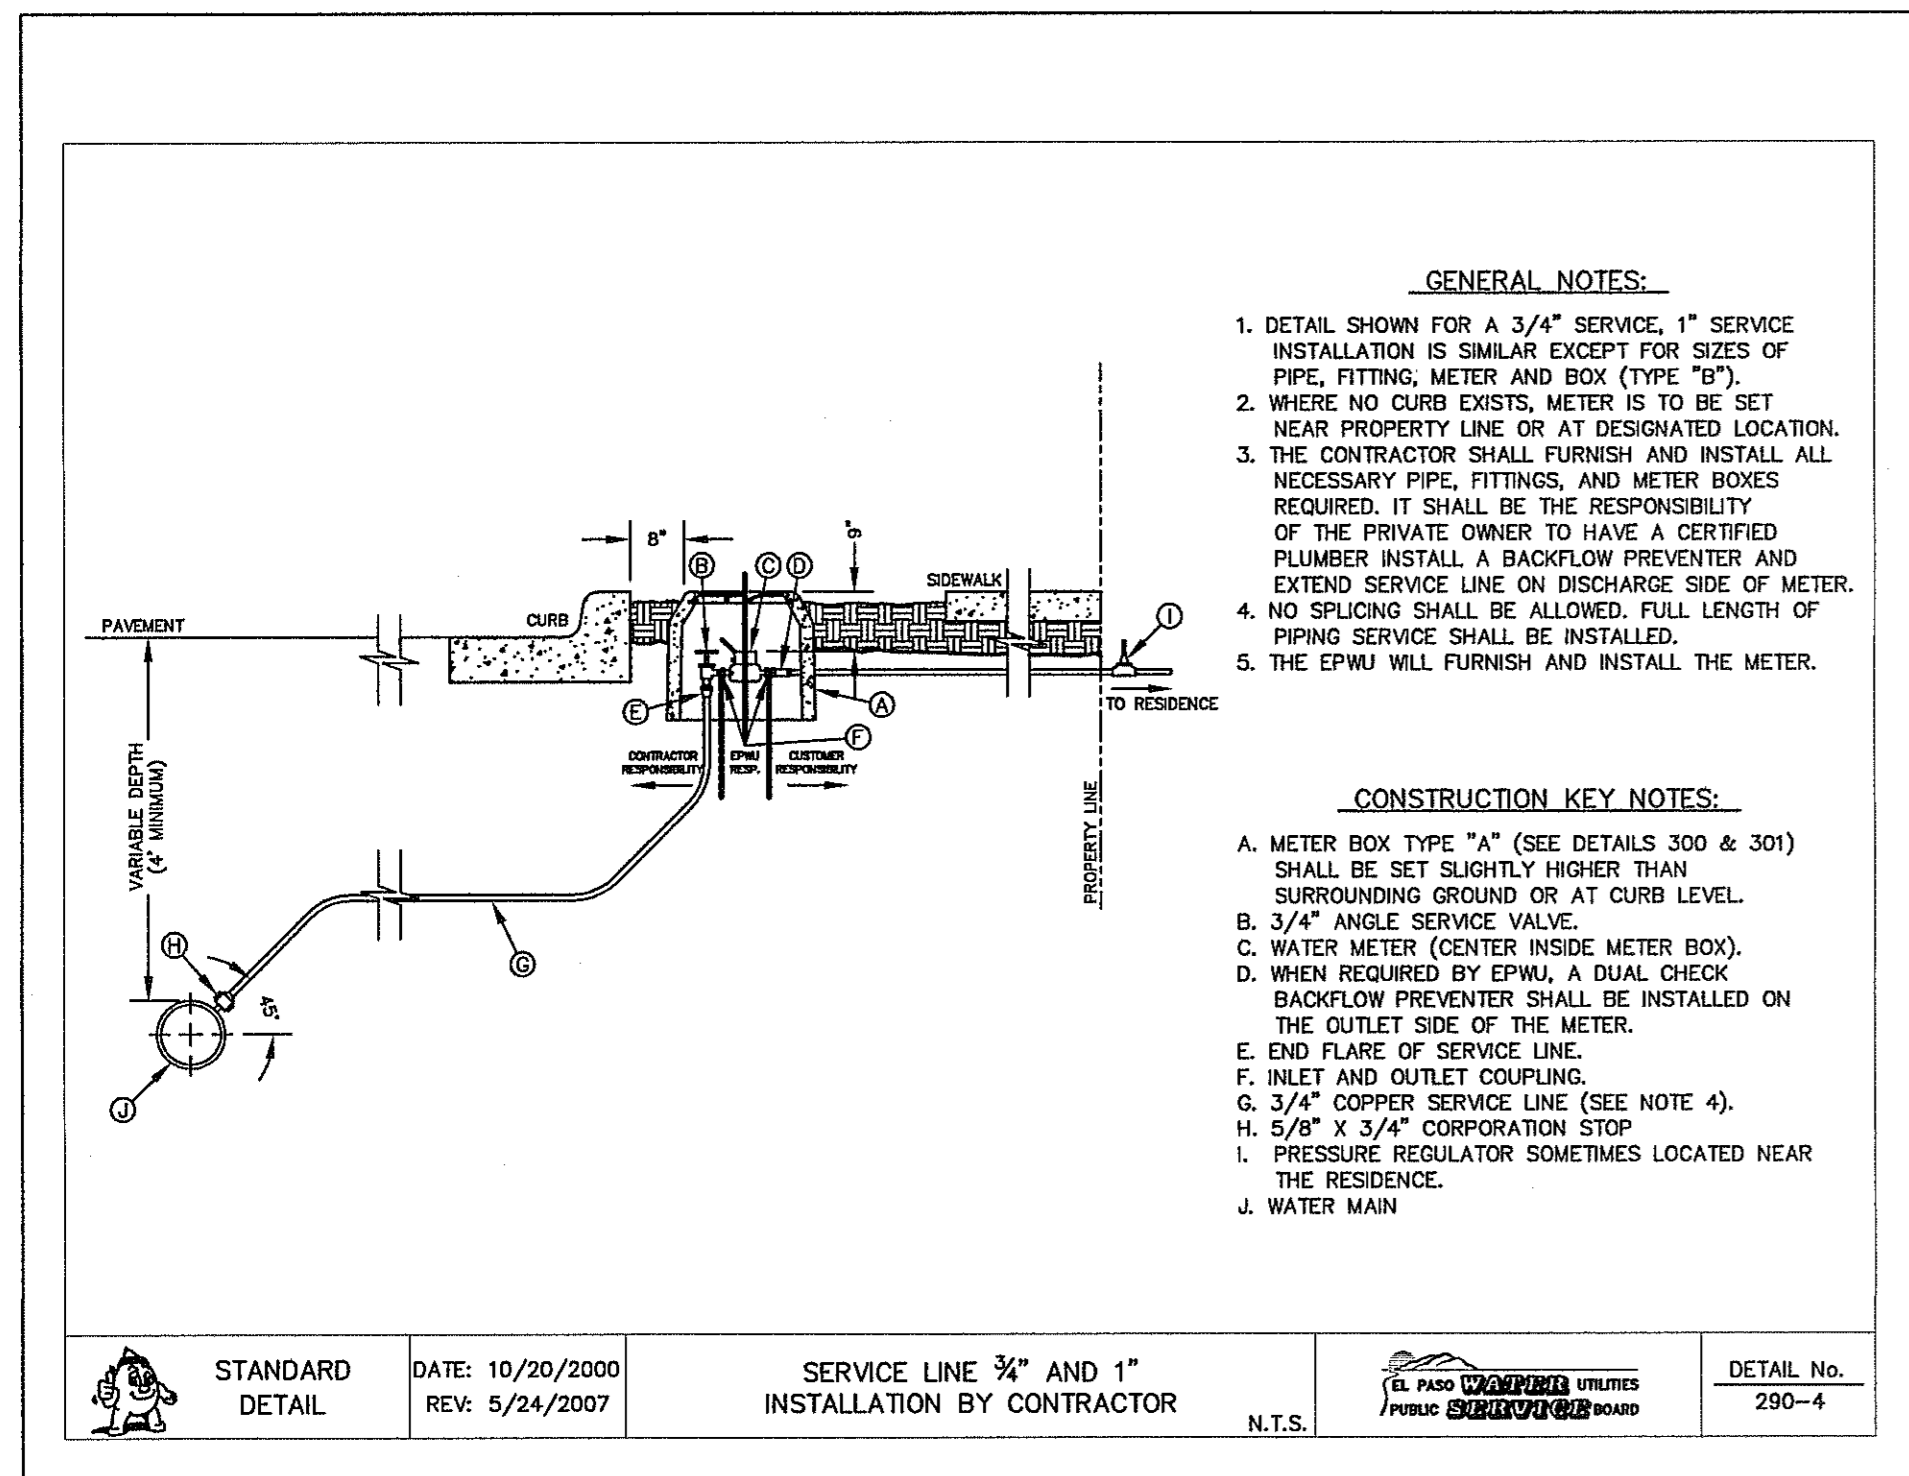 GENERAL NOTES:
1. DETAIL SHOWN FOR A 3/4" SERVICE, 1" SERVICE
INSTALLATION IS SIMILAR EXCEPT FOR SIZES OF
PIPE, FITTING, METER AND BOX (TYPE "B").
2. WHERE NO CURB EXISTS, METER IS TO BE SET
NEAR PROPERTY LINE OR AT DESIGNATED LOCATION.
3. THE CONTRACTOR SHALL FURNISH AND INSTALL ALL
NECESSARY PIPE, FITTINGS, AND METER BOXES
REQUIRED. IT SHALL BE THE RESPONSIBILITY
OF THE PRIVATE OWNER TO HAVE A CERTIFIED
PLUMBER INSTALL A BACKFLOW PREVENTER AND
EXTEND SERVICE LINE ON DISCHARGE SIDE OF METER.
4. NO SPLICING SHALL BE ALLOWED. FULL LENGTH OF
PIPING SERVICE SHALL BE INSTALLED.
5. THE EPWU WILL FURNISH AND INSTALL THE METER.
8"
B
C
D
SIDEWALK
I
PAVEMENT
CURB
E
A
TO RESIDENCE
F
CONTRACTOR
RESPONSIBILITY
EPWU
RESP.
CUSTOMER
RESPONSIBILITY
VARIABLE DEPTH
(4' MINIMUM)
PROPERTY LINE
H
G
45°
J
CONSTRUCTION KEY NOTES:
A. METER BOX TYPE "A" (SEE DETAILS 300 & 301)
SHALL BE SET SLIGHTLY HIGHER THAN
SURROUNDING GROUND OR AT CURB LEVEL.
B. 3/4" ANGLE SERVICE VALVE.
C. WATER METER (CENTER INSIDE METER BOX).
D. WHEN REQUIRED BY EPWU, A DUAL CHECK
BACKFLOW PREVENTER SHALL BE INSTALLED ON
THE OUTLET SIDE OF THE METER.
E. END FLARE OF SERVICE LINE.
F. INLET AND OUTLET COUPLING.
G. 3/4" COPPER SERVICE LINE (SEE NOTE 4).
H. 5/8" X 3/4" CORPORATION STOP
I. PRESSURE REGULATOR SOMETIMES LOCATED NEAR
THE RESIDENCE.
J. WATER MAIN
STANDARD
DETAIL
DATE: 10/20/2000
REV: 5/24/2007
SERVICE LINE ¾" AND 1"
INSTALLATION BY CONTRACTOR
N.T.S.
EL PASO WATER UTILITIES
PUBLIC SERVICE BOARD
DETAIL No.
290-4